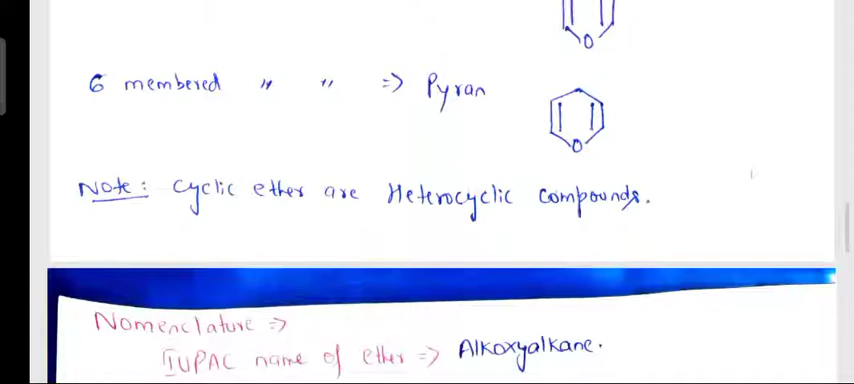 O
6 membered " " => Pyran
O
Note: Cyclic ether are Heterocyclic compounds.
Nomenclature =>
IUPAC name of ether => Alkoxyalkane.